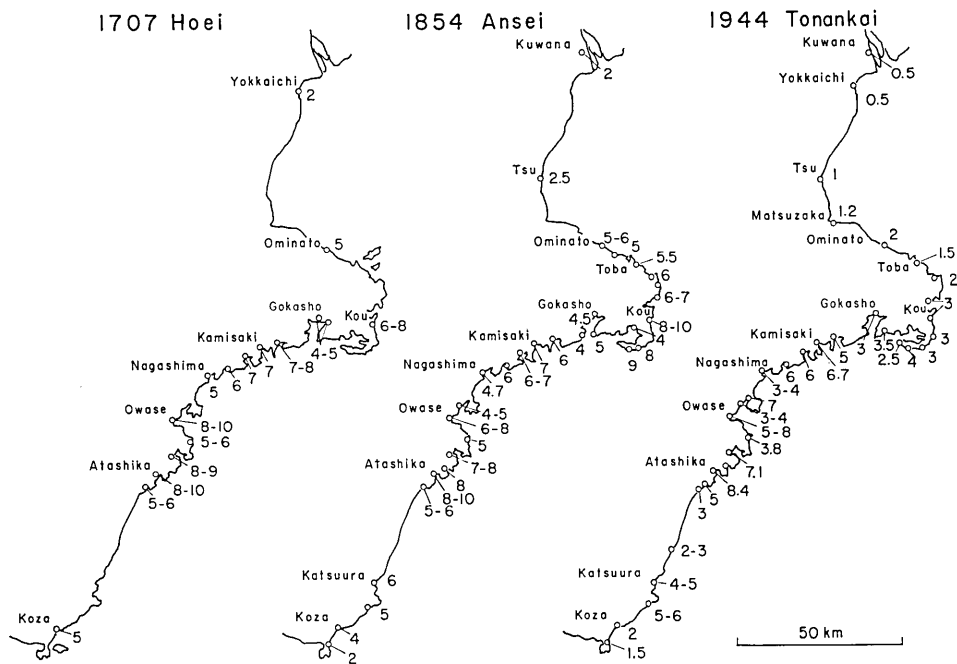 1707 Hoei
Yokkaichi
2
Ominato
5
Gokasho
Kou
6-8
4-5
Kamisaki
7-8
7
7
6
Nagashima
5
Owase
8-10
5-6
Atashika
8-9
8-10
5-6
Koza
5
1854 Ansei
Kuwana
2
Tsu
2.5
Ominato
5-6
5
5.5
Toba
6
6-7
Gokasho
4.5
Kou
8-10
4
5
8
9
Kamisaki
4
6
7
6-7
Nagashima
4.7
Owase
4-5
6-8
5
Atashika
7-8
8
8-10
5-6
Katsuura
6
5
Koza
4
2
1944 Tonankai
Kuwana
0.5
Yokkaichi
0.5
Tsu
1
Matsuzaka
1.2
Ominato
2
1.5
Toba
2
Gokasho
3
Kou
3.5
2.5
4
3
Kamisaki
3
5
6.7
6
6
Nagashima
3-4
7
Owase
3-4
5-8
3.8
Atashika
7.1
8.4
5
3
2-3
Katsuura
4-5
5-6
Koza
2
1.5
50 km